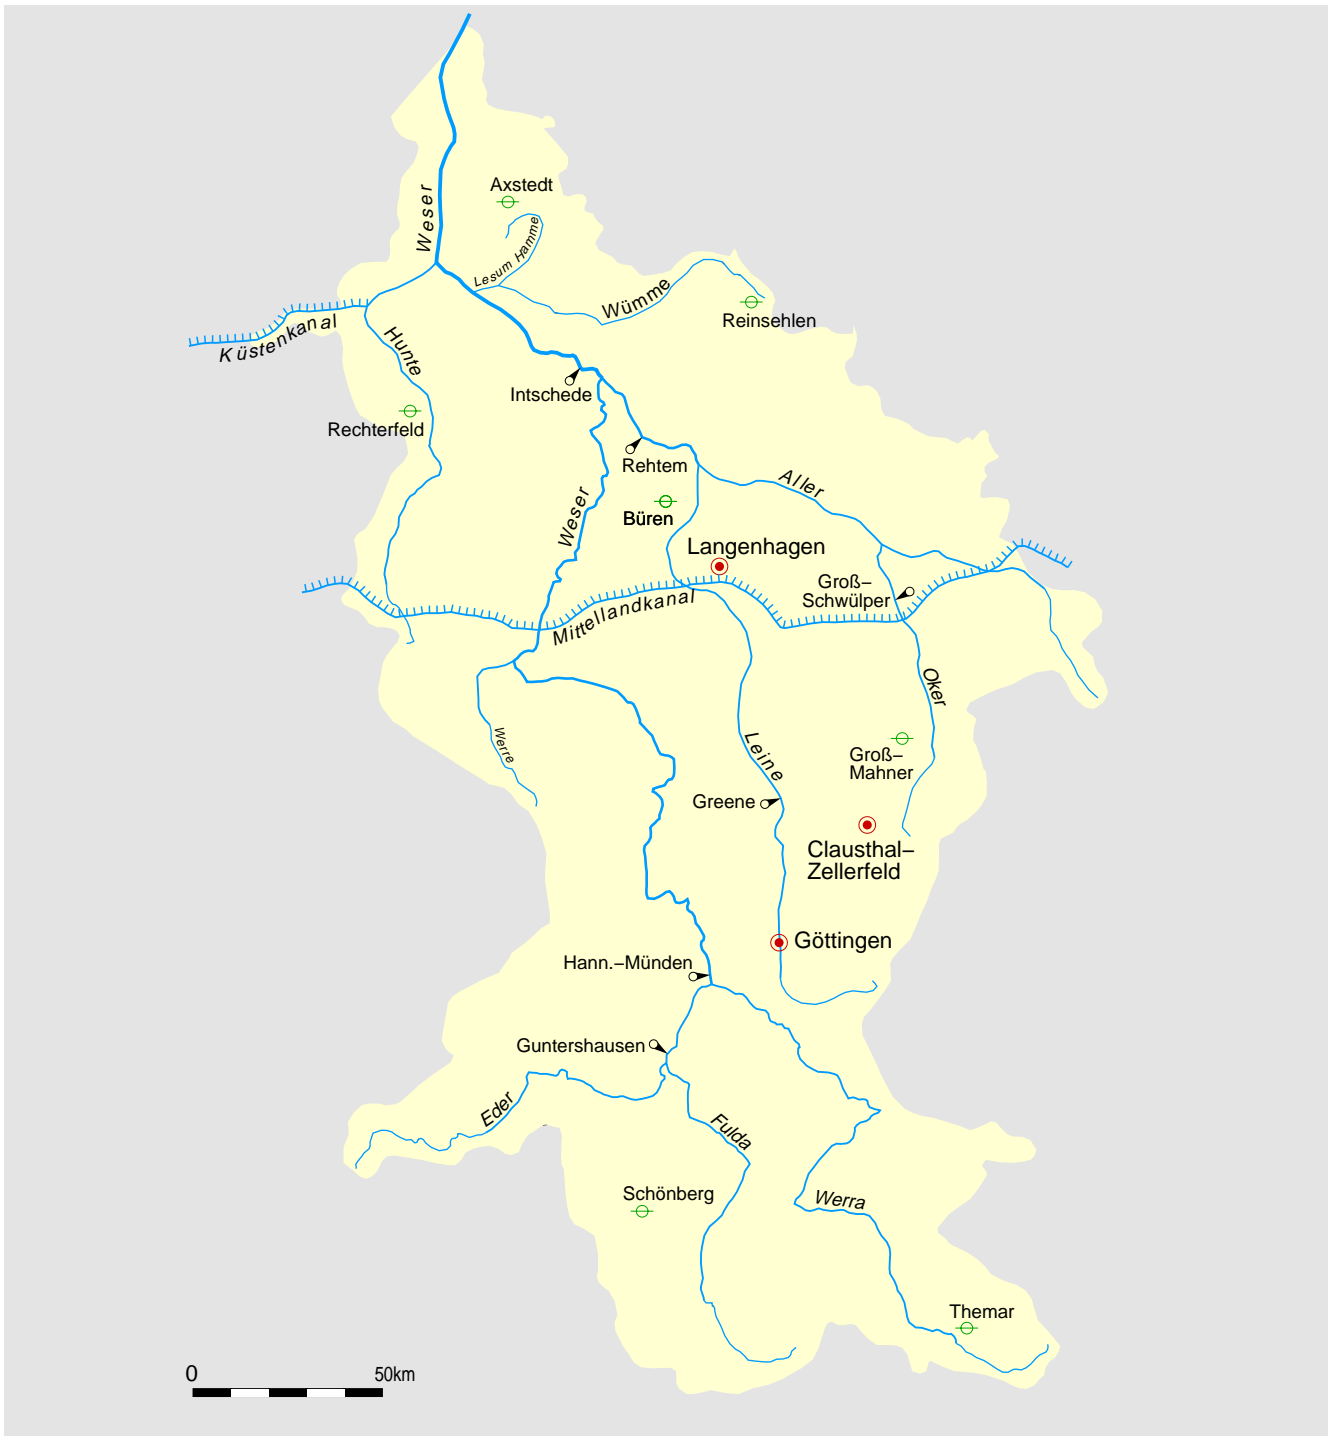 Axstedt
Weser
Lesum Hamme
Wümme
Reinsehlen
Küstenkanal
Hunte
Intschede
Rechterfeld
Rehtem
Aller
Weser
Büren
Langenhagen
Groß–
Schwülper
Mittellandkanal
Oker
Werre
Leine
Groß–
Mahner
Greene
Clausthal–
Zellerfeld
Göttingen
Hann.–Münden
Guntershausen
Eder
Fulda
Schönberg
Werra
Themar
0 50km